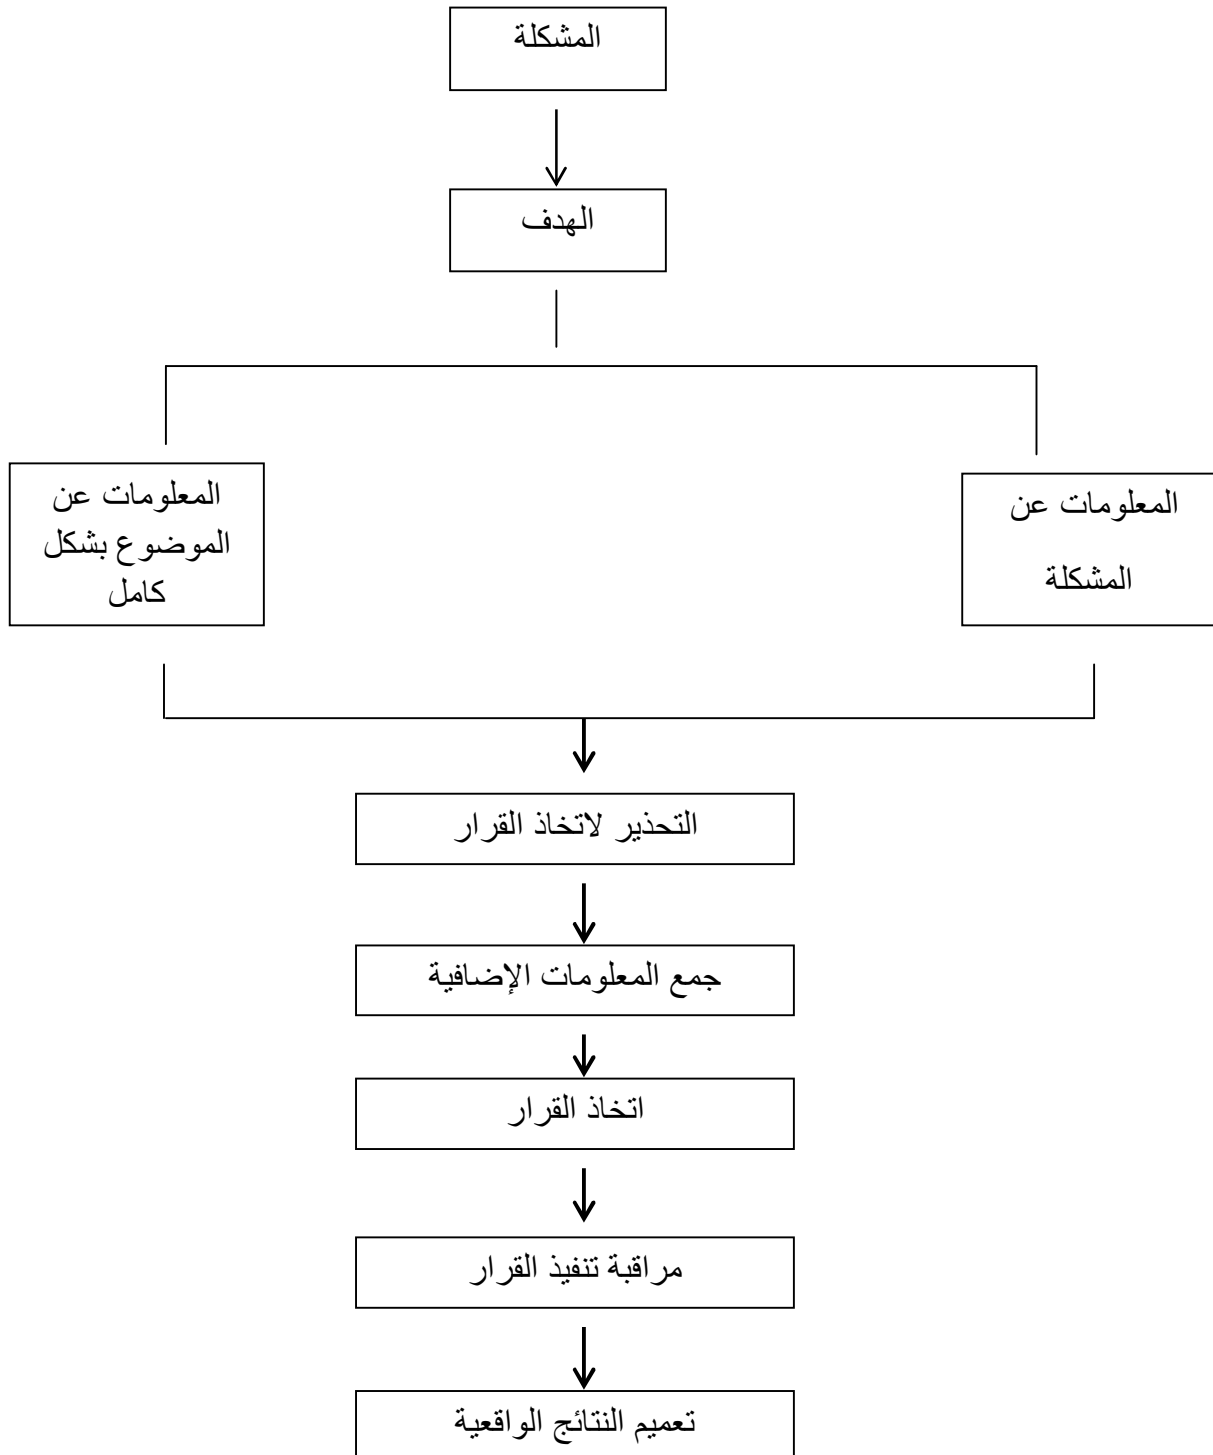 المشكلة
الهدف
المعلومات عن
المشكلة
المعلومات عن
الموضوع بشكل
كامل
التحذير لاتخاذ القرار
جمع المعلومات الإضافية
اتخاذ القرار
مراقبة تنفيذ القرار
تعميم النتائج الواقعية